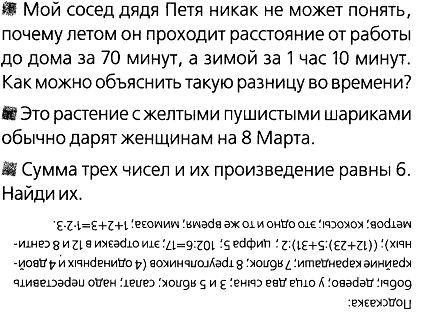 Мой сосед дядя Петя никак не может понять,
почему летом он проходит расстояние от работы
до дома за 70 минут, а зимой за 1 час 10 минут.
Как можно объяснить такую разницу во времени?
Это растение с желтыми пушистыми шариками
обычно дарят женщинам на 8 Марта.
Сумма трех чисел и их произведение равны 6.
Найди их.
Подсказка:
бобы; дерево; у отца два сына; 3 и 5 яблок; салат; надо переставить
крайние карандаши; 7 яблок; 8 треугольников (4 одинарных и 4 двой-
ных); ((12+23):5+31):2; цифра 5; 102:6=17; эти отрезки в 12 и 8 санти-
метров; кокосы; это одно и то же время; мимоза; 1+2+3=1·2·3.